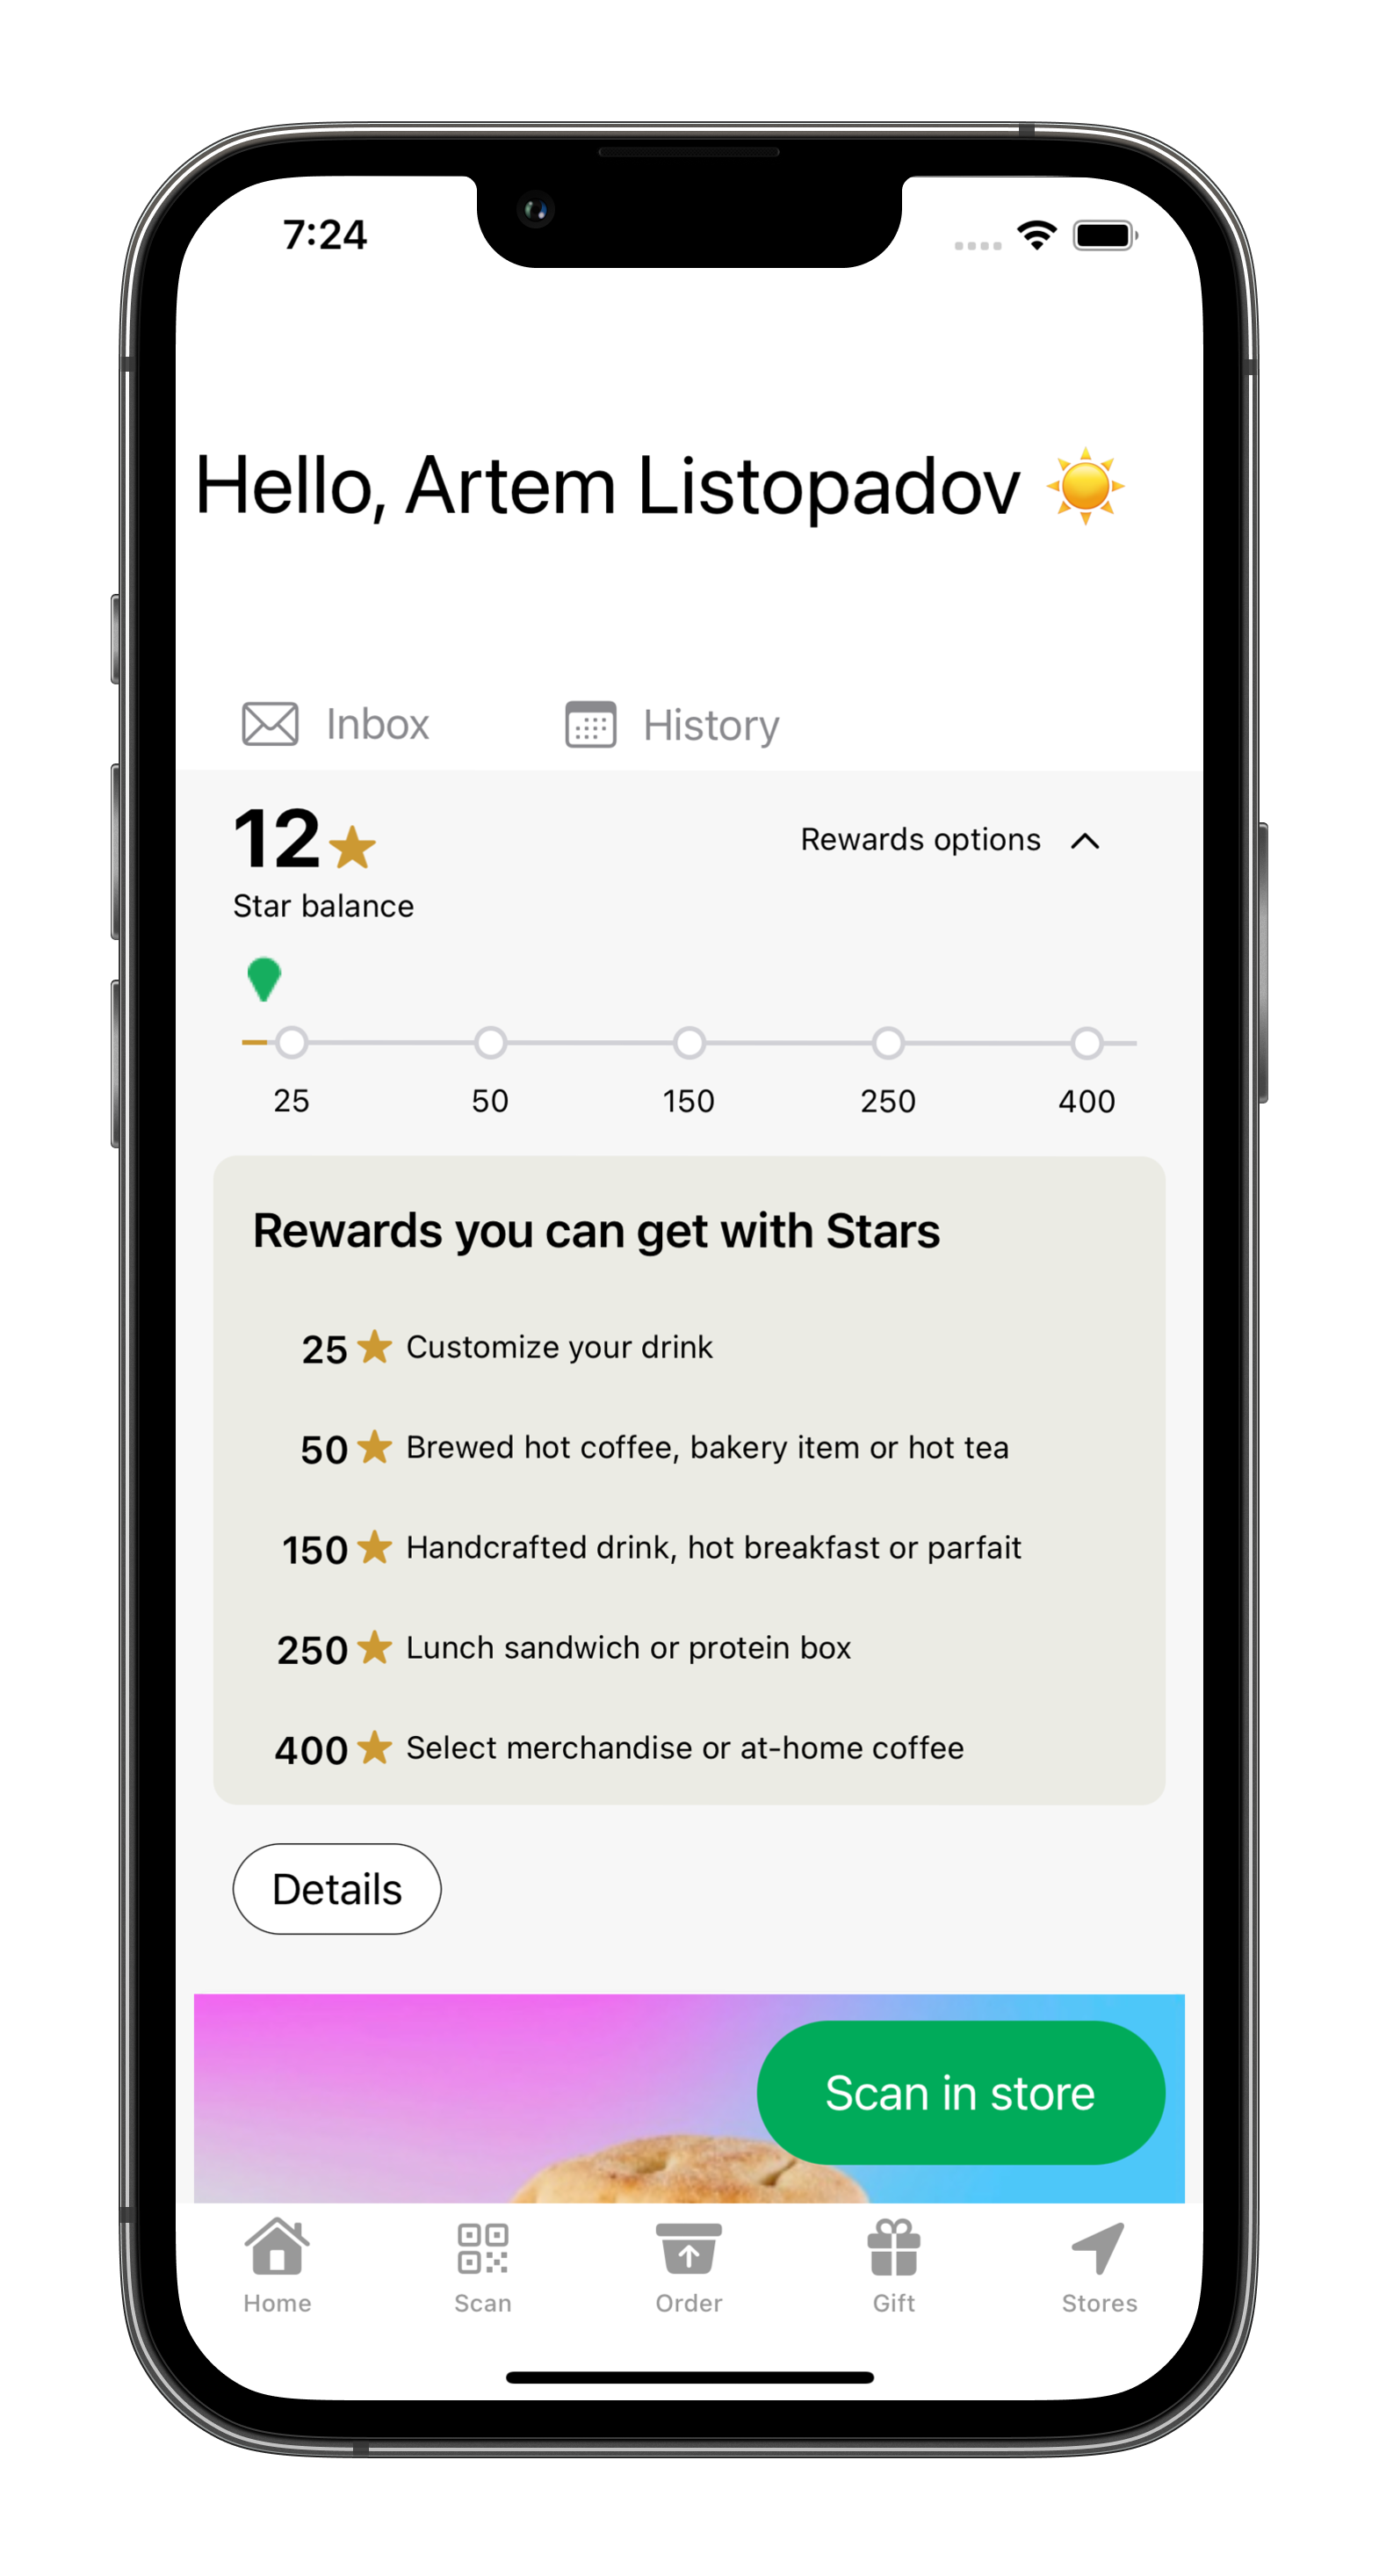 7:24
Hello, Artem Listopadov ☀️
Inbox
History
12
Rewards options
Star balance
25 50 150 250 400
Rewards you can get with Stars
25 Customize your drink
50 Brewed hot coffee, bakery item or hot tea
150 Handcrafted drink, hot breakfast or parfait
250 Lunch sandwich or protein box
400 Select merchandise or at-home coffee
Details
Scan in store
Home Scan Order Gift Stores